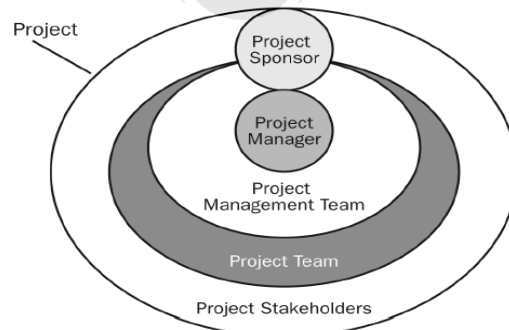 Project
Project
Sponsor
Project
Manager
Project
Management Team
Project Team
Project Stakeholders